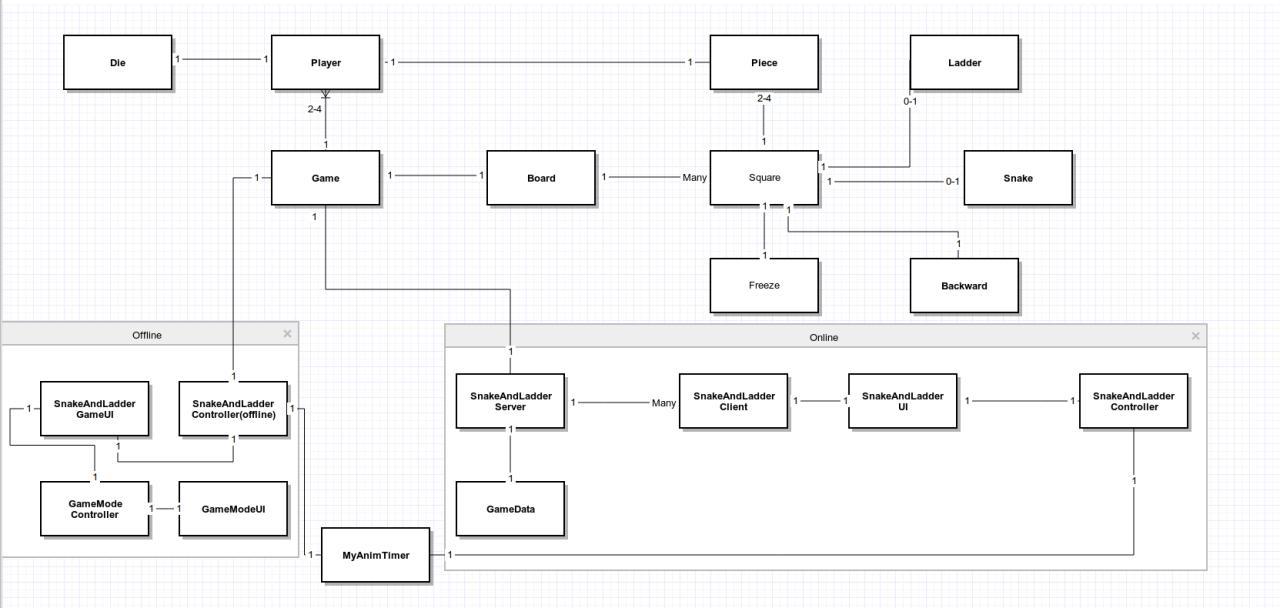 Die
1
1
Player
1
1
Piece
Ladder
2-4
2-4
0-1
1
1
Game
1
1
1
Board
1
Many
Square
1
1
0-1
Snake
1
1
1
1
1
Freeze
Backward
Offline
×
Online
×
1
1
SnakeAndLadder
GameUI
1
SnakeAndLadder
Controller(offline)
1
1
1
1
GameMode
Controller
1
1
GameModeUI
SnakeAndLadder
Server
1
Many
SnakeAndLadder
Client
1
1
SnakeAndLadder
UI
1
1
SnakeAndLadder
Controller
1
1
1
GameData
1
MyAnimTimer
1